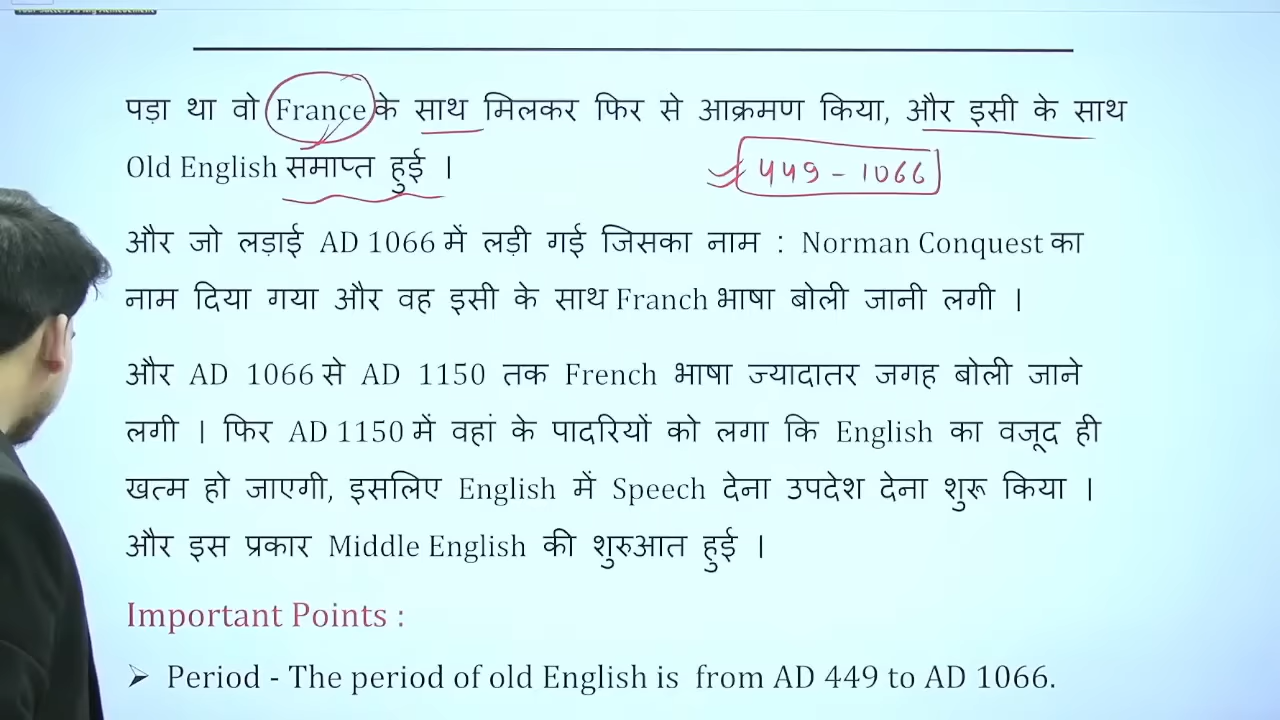 पड़ा था वो France के साथ मिलकर फिर से आक्रमण किया, और इसी के साथ
Old English समाप्त हुई ।
449 - 1066
और जो लड़ाई AD 1066 में लड़ी गई जिसका नाम : Norman Conquest का
नाम दिया गया और वह इसी के साथ Franch भाषा बोली जानी लगी ।
और AD 1066 से AD 1150 तक French भाषा ज्यादातर जगह बोली जाने
लगी । फिर AD 1150 में वहां के पादरियों को लगा कि English का वजूद ही
खत्म हो जाएगी, इसलिए English में Speech देना उपदेश देना शुरू किया ।
और इस प्रकार Middle English की शुरुआत हुई ।
Important Points :
➢ Period - The period of old English is from AD 449 to AD 1066.